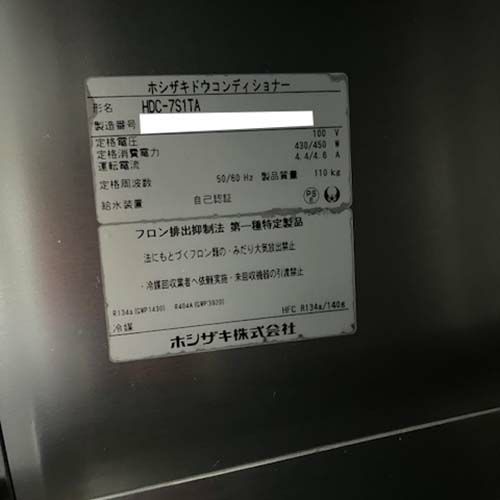 ホシザキドウコンディショナー
形名 HDC-7S1TA
製造番号
定格電圧 100 V
定格消費電力 430/450 W
運転電流 4.4/4.6 A
定格周波数 50/60 Hz 製品質量 110 kg
給水装置 自己認証 PS E
フロン排出抑制法 第一種特定製品
法にもとづくフロン類の・みだり大気放出禁止
・冷媒回収業者へ依頼実施・未回収機器の引渡禁止
R134a(GWP1430) R404A(GWP3920)
冷媒 HFC R134a/140g
ホシザキ株式会社